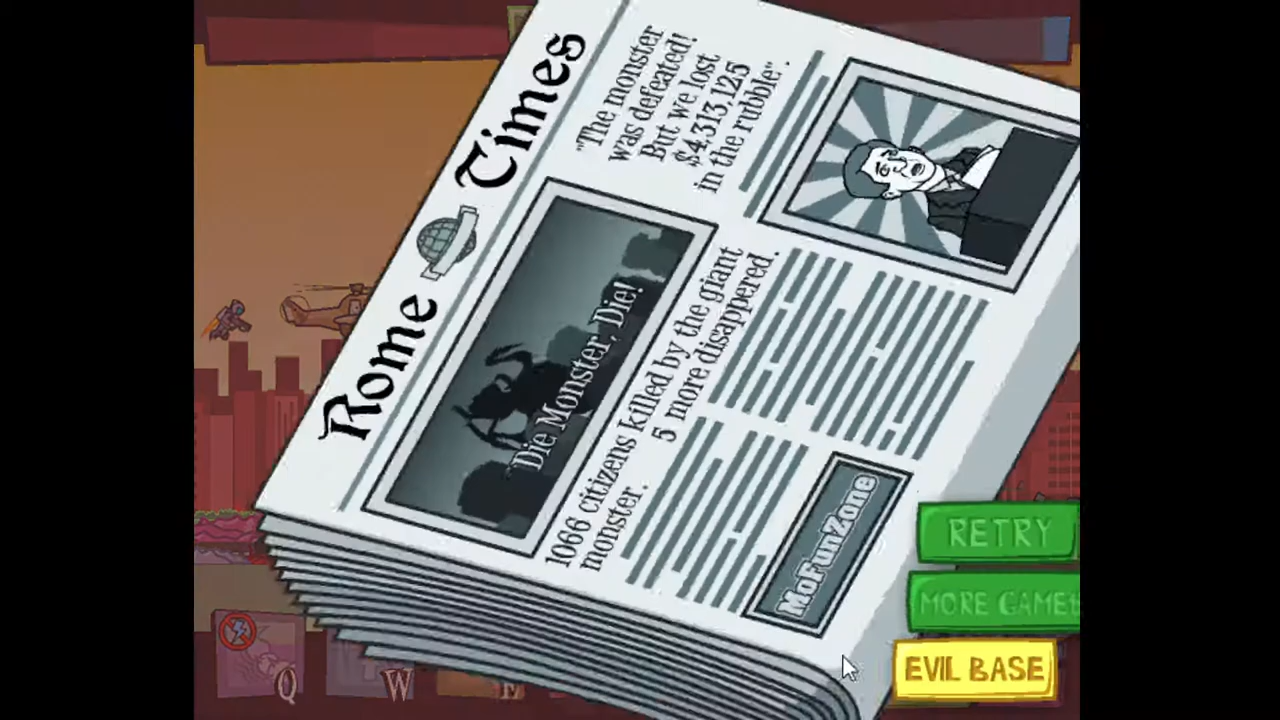 Rome Times
"The monster
was defeated!
But we lost
$4,313,125
in the rubble".
"Die Monster, Die!
1066 citizens killed by the giant
monster. 5 more disappered.
MoFunZone
RETRY
MORE GAMES
EVIL BASE
Q
W
E